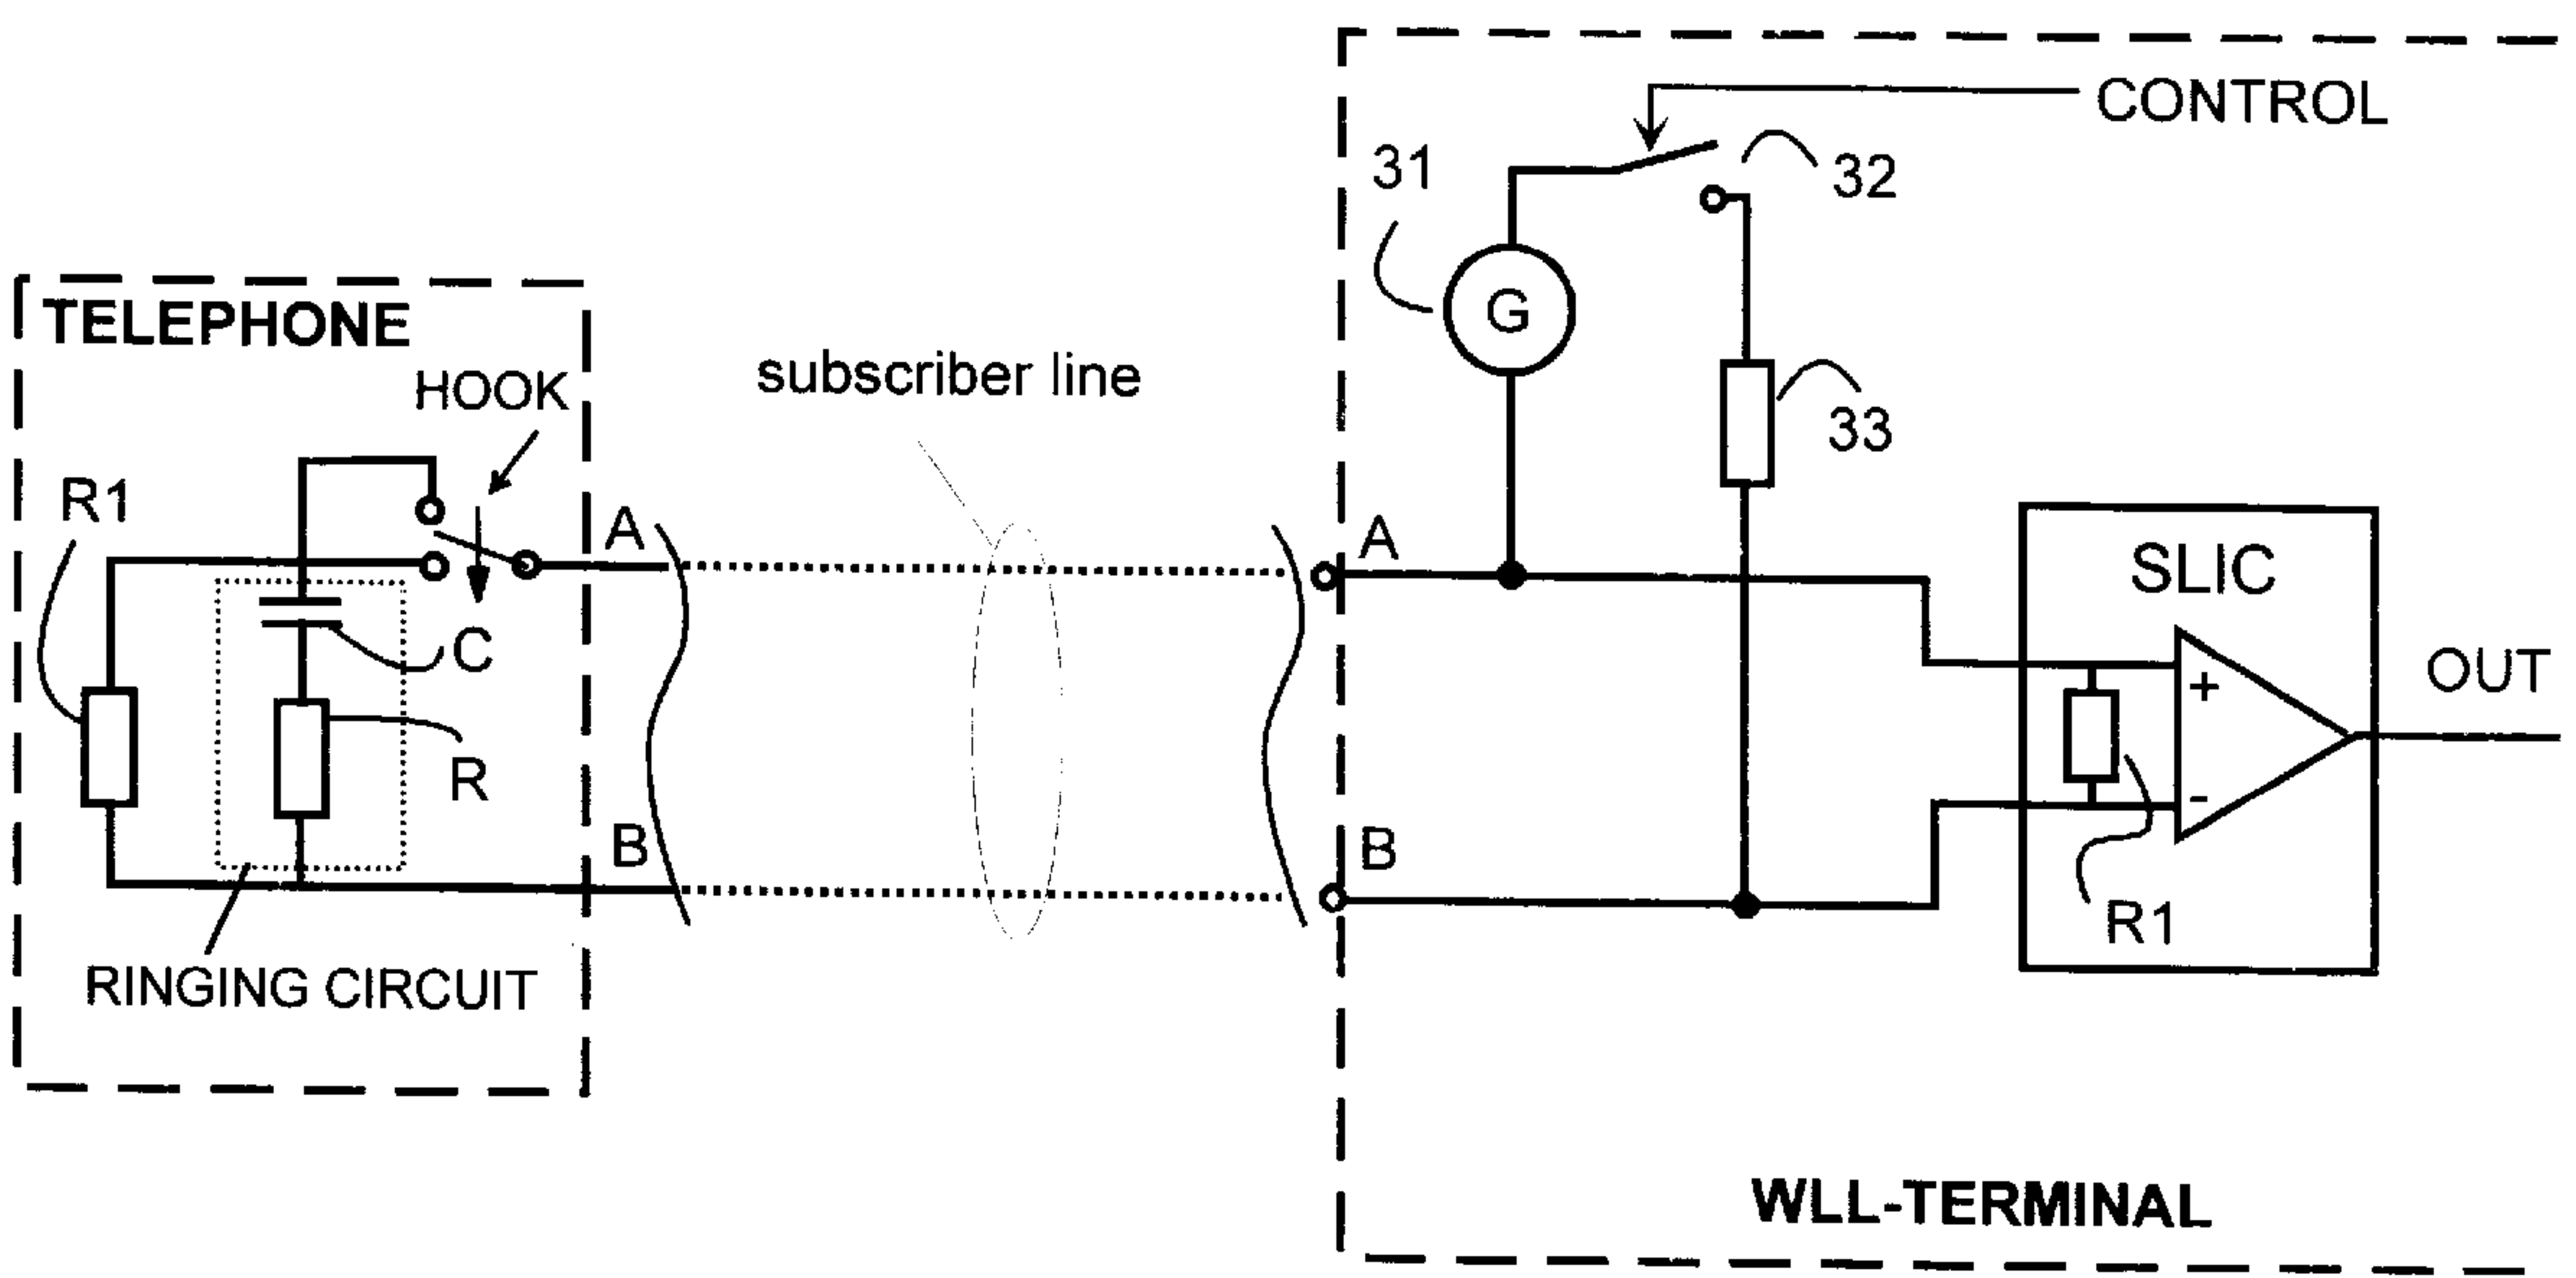 CONTROL
31
32
G
TELEPHONE
HOOK
subscriber line
33
R1
A
A
SLIC
C
+
OUT
R
-
B
B
R1
RINGING CIRCUIT
WLL-TERMINAL